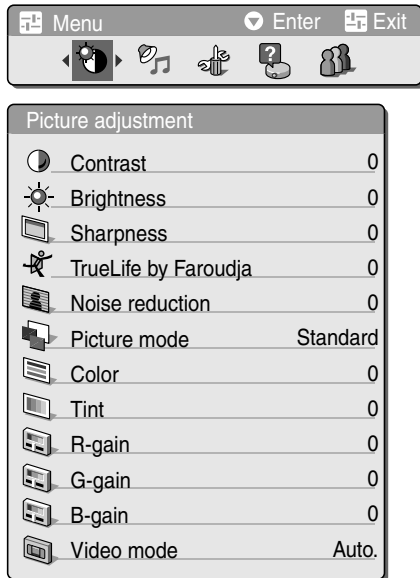 Menu Enter Exit
?
Picture adjustment
Contrast 0
Brightness 0
Sharpness 0
TrueLife by Faroudja 0
Noise reduction 0
Picture mode Standard
Color 0
Tint 0
R-gain 0
G-gain 0
B-gain 0
Video mode Auto.